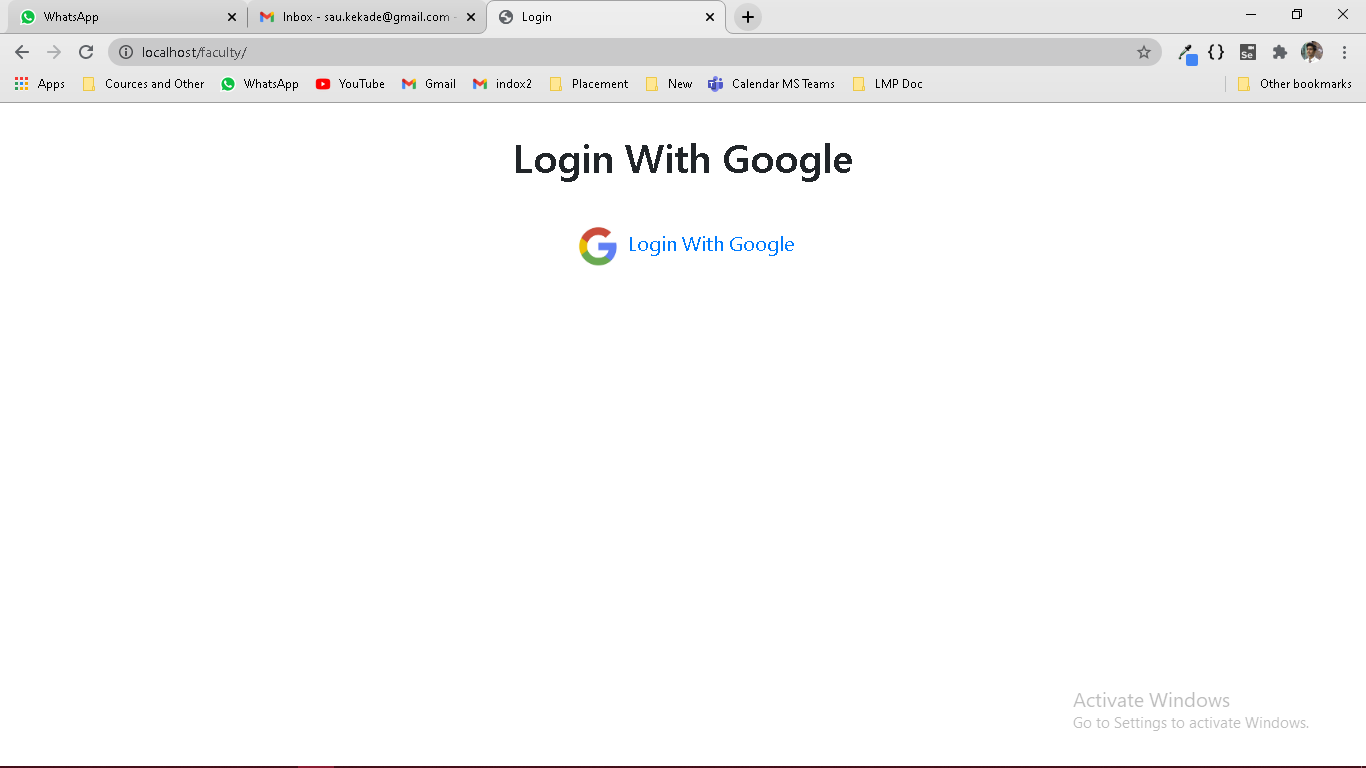 WhatsApp
Inbox - sau.kekade@gmail.com
Login
localhost/faculty/
Se
Apps
Cources and Other
WhatsApp
YouTube
Gmail
indox2
Placement
New
Calendar MS Teams
LMP Doc
Other bookmarks
Login With Google
Login With Google
Activate Windows
Go to Settings to activate Windows.